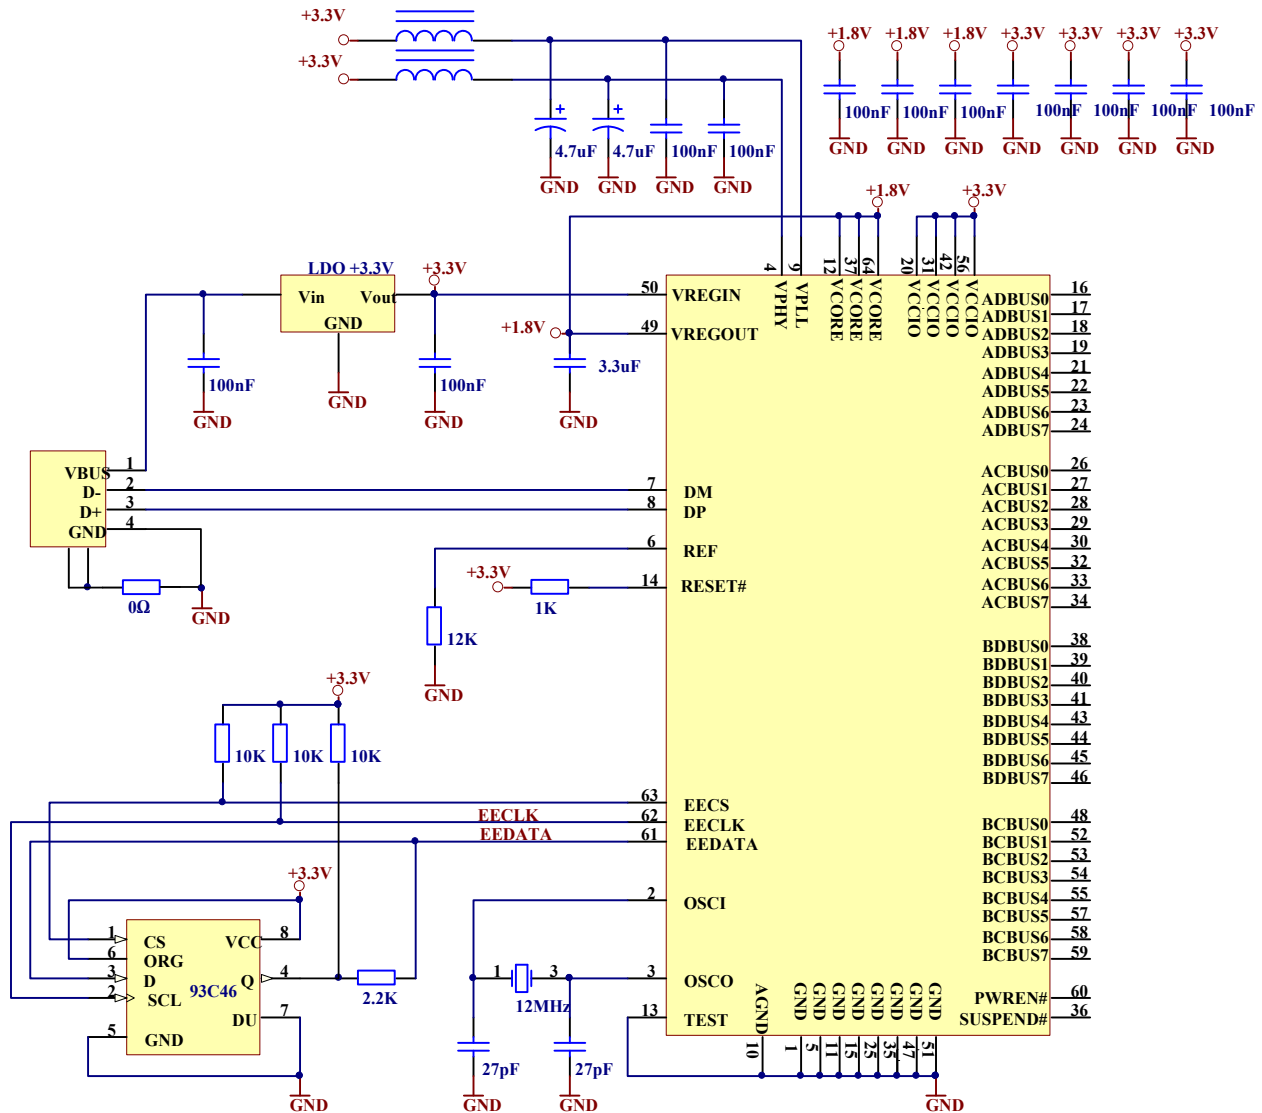 +3.3V
+3.3V
+
4.7uF
+
4.7uF
100nF
100nF
GND
GND
GND
GND
+1.8V
+1.8V
+1.8V
+3.3V
+3.3V
+3.3V
+3.3V
100nF
100nF
100nF
100nF
100nF
100nF
100nF
GND
GND
GND
GND
GND
GND
GND
+1.8V
+3.3V
4
9
12
37
64
20
31
42
56
VPHY
VPLL
VCORE
VCORE
VCORE
VCCIO
VCCIO
VCCIO
VCCIO
LDO +3.3V
Vin
Vout
GND
+3.3V
100nF
GND
GND
100nF
GND
+1.8V
3.3uF
GND
50 VREGIN
49 VREGOUT
VBUS 1
D- 2
D+ 3
GND 4
0Ω
GND
7 DM
8 DP
6 REF
14 RESET#
+3.3V
1K
12K
GND
+3.3V
10K
10K
10K
EECLK
EEDATA
63 EECS
62 EECLK
61 EEDATA
2 OSCI
3 OSCO
13 TEST
+3.3V
1 CS
6 ORG
3 D
2 SCL
5 GND
VCC 8
Q 4
DU 7
93C46
2.2K
GND
1
3
12MHz
27pF
27pF
GND
GND
ADBUS0 16
ADBUS1 17
ADBUS2 18
ADBUS3 19
ADBUS4 21
ADBUS5 22
ADBUS6 23
ADBUS7 24
ACBUS0 26
ACBUS1 27
ACBUS2 28
ACBUS3 29
ACBUS4 30
ACBUS5 32
ACBUS6 33
ACBUS7 34
BDBUS0 38
BDBUS1 39
BDBUS2 40
BDBUS3 41
BDBUS4 43
BDBUS5 44
BDBUS6 45
BDBUS7 46
BCBUS0 48
BCBUS1 52
BCBUS2 53
BCBUS3 54
BCBUS4 55
BCBUS5 57
BCBUS6 58
BCBUS7 59
PWREN# 60
SUSPEND# 36
AGND
GND
GND
GND
GND
GND
GND
GND
GND
10
1
5
11
15
25
35
47
51
GND